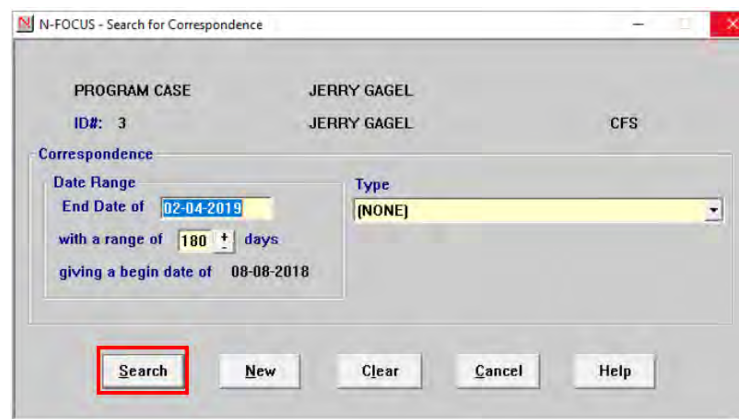 N-FOCUS - Search for Correspondence
PROGRAM CASE JERRY GAGEL
ID#: 3 JERRY GAGEL CFS
Correspondence
Date Range
Type
End Date of 02-04-2019
(NONE)
with a range of 180 + - days
giving a begin date of 08-08-2018
Search New Clear Cancel Help